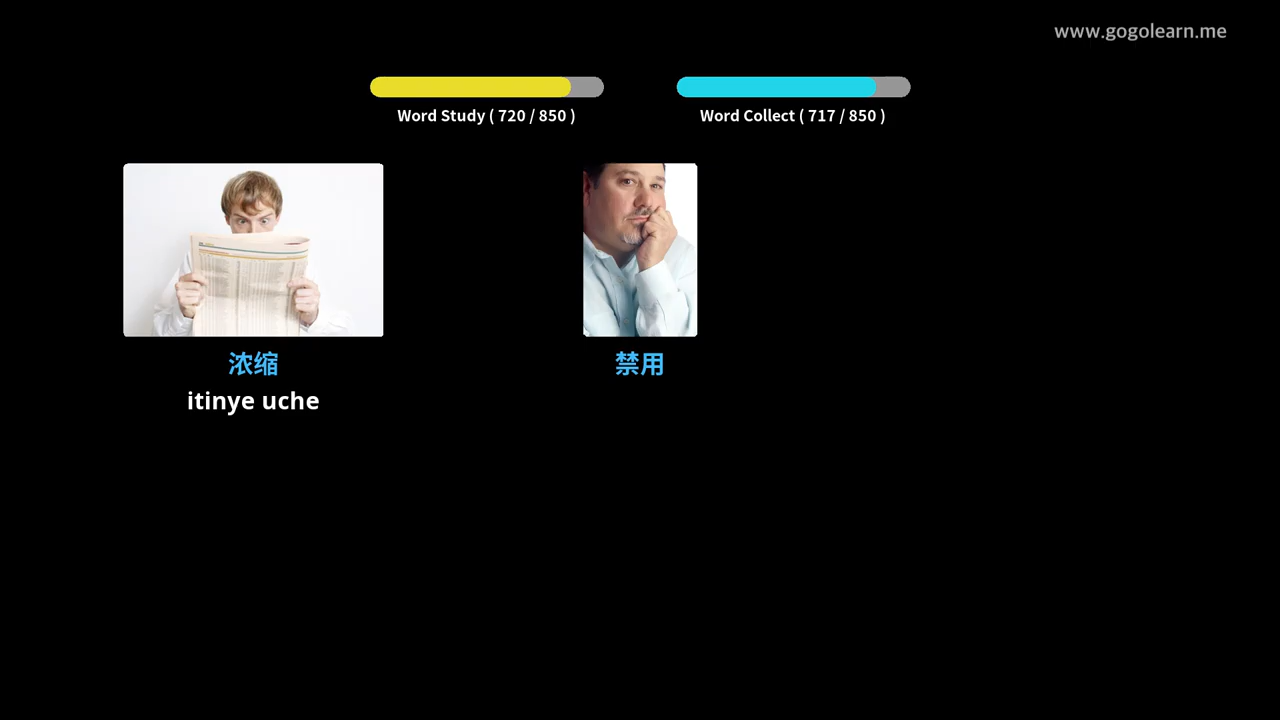 www.gogolearn.me
Word Study ( 720 / 850 )
Word Collect ( 717 / 850 )
浓缩
禁用
itinye uche